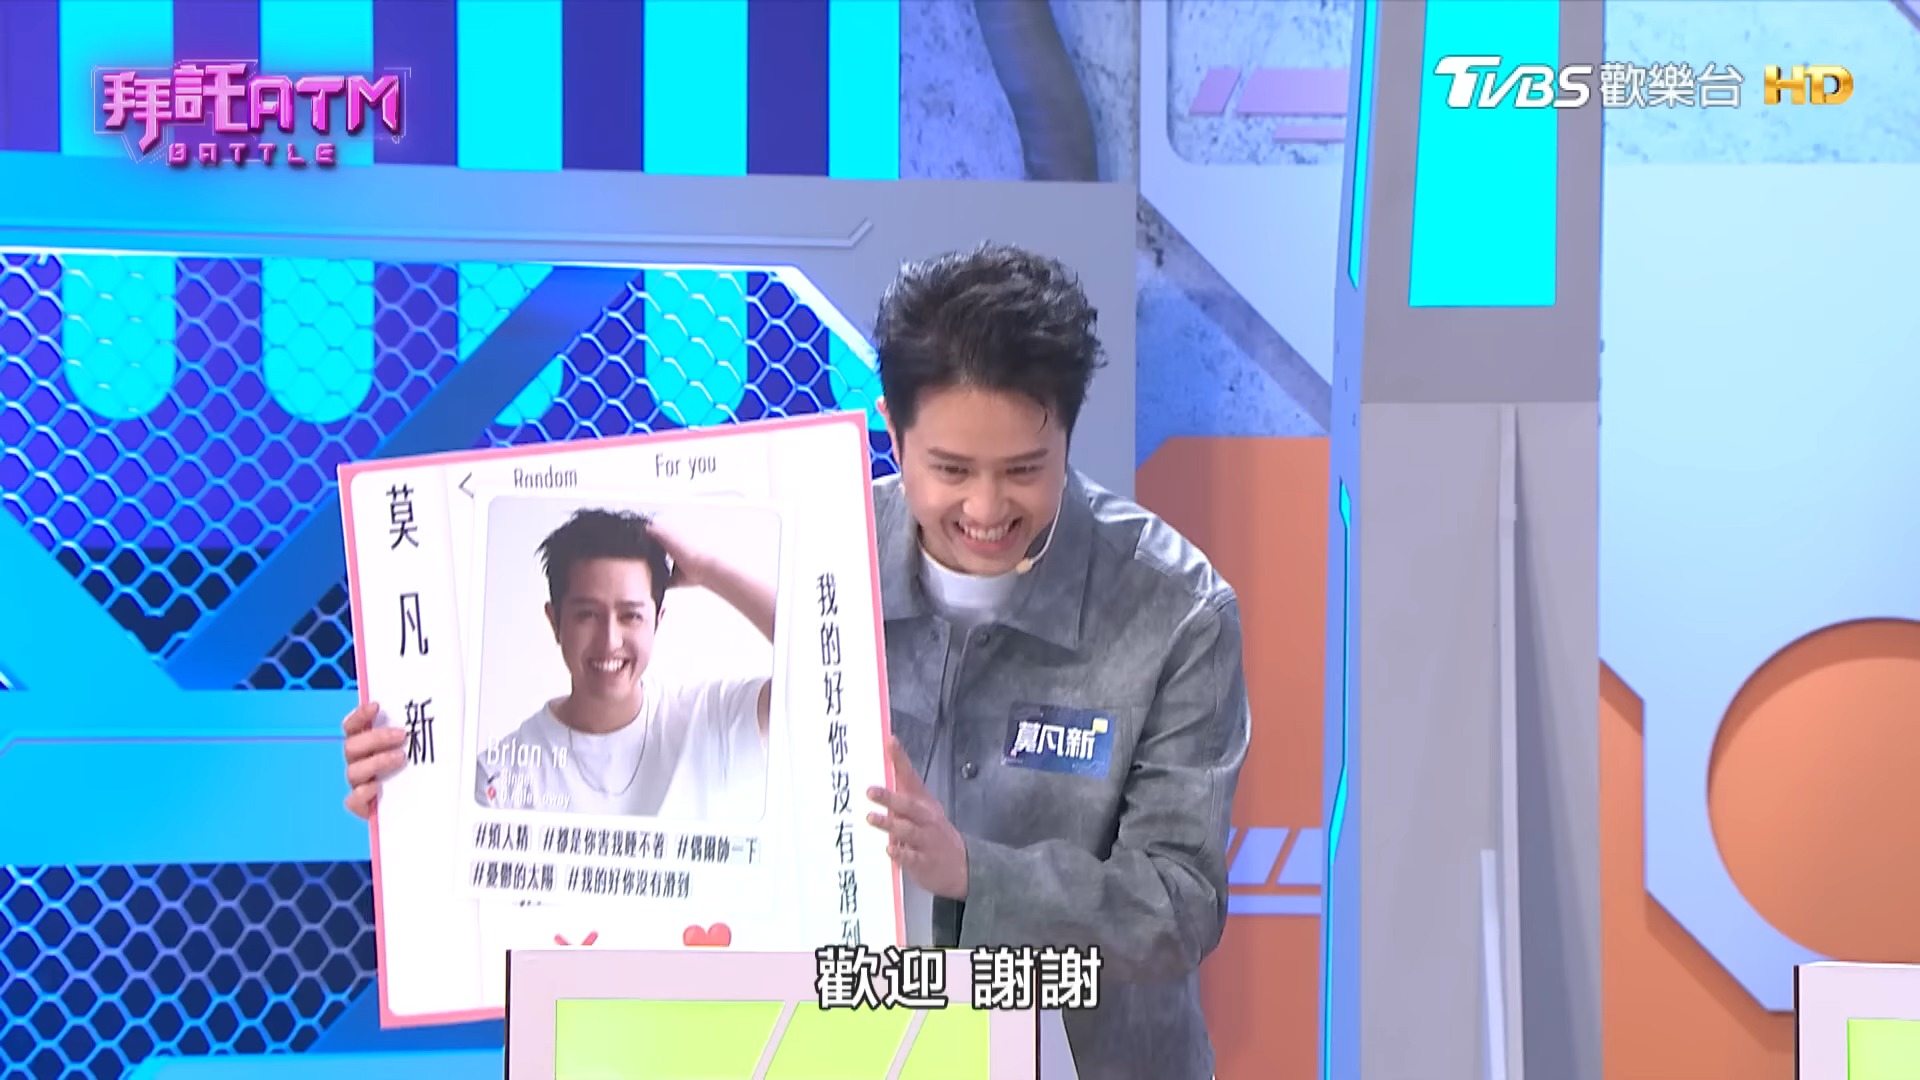 拜託ATM
BATTLE
TVBS歡樂台 HD
Random
For you
莫凡新
我的好你沒有滑到
Brian 18
Singer
#煩人精 #都是你害我睡不著 #偶爾帥一下
#憂鬱的太陽 #我的好你沒有滑到
莫凡新
歡迎 謝謝